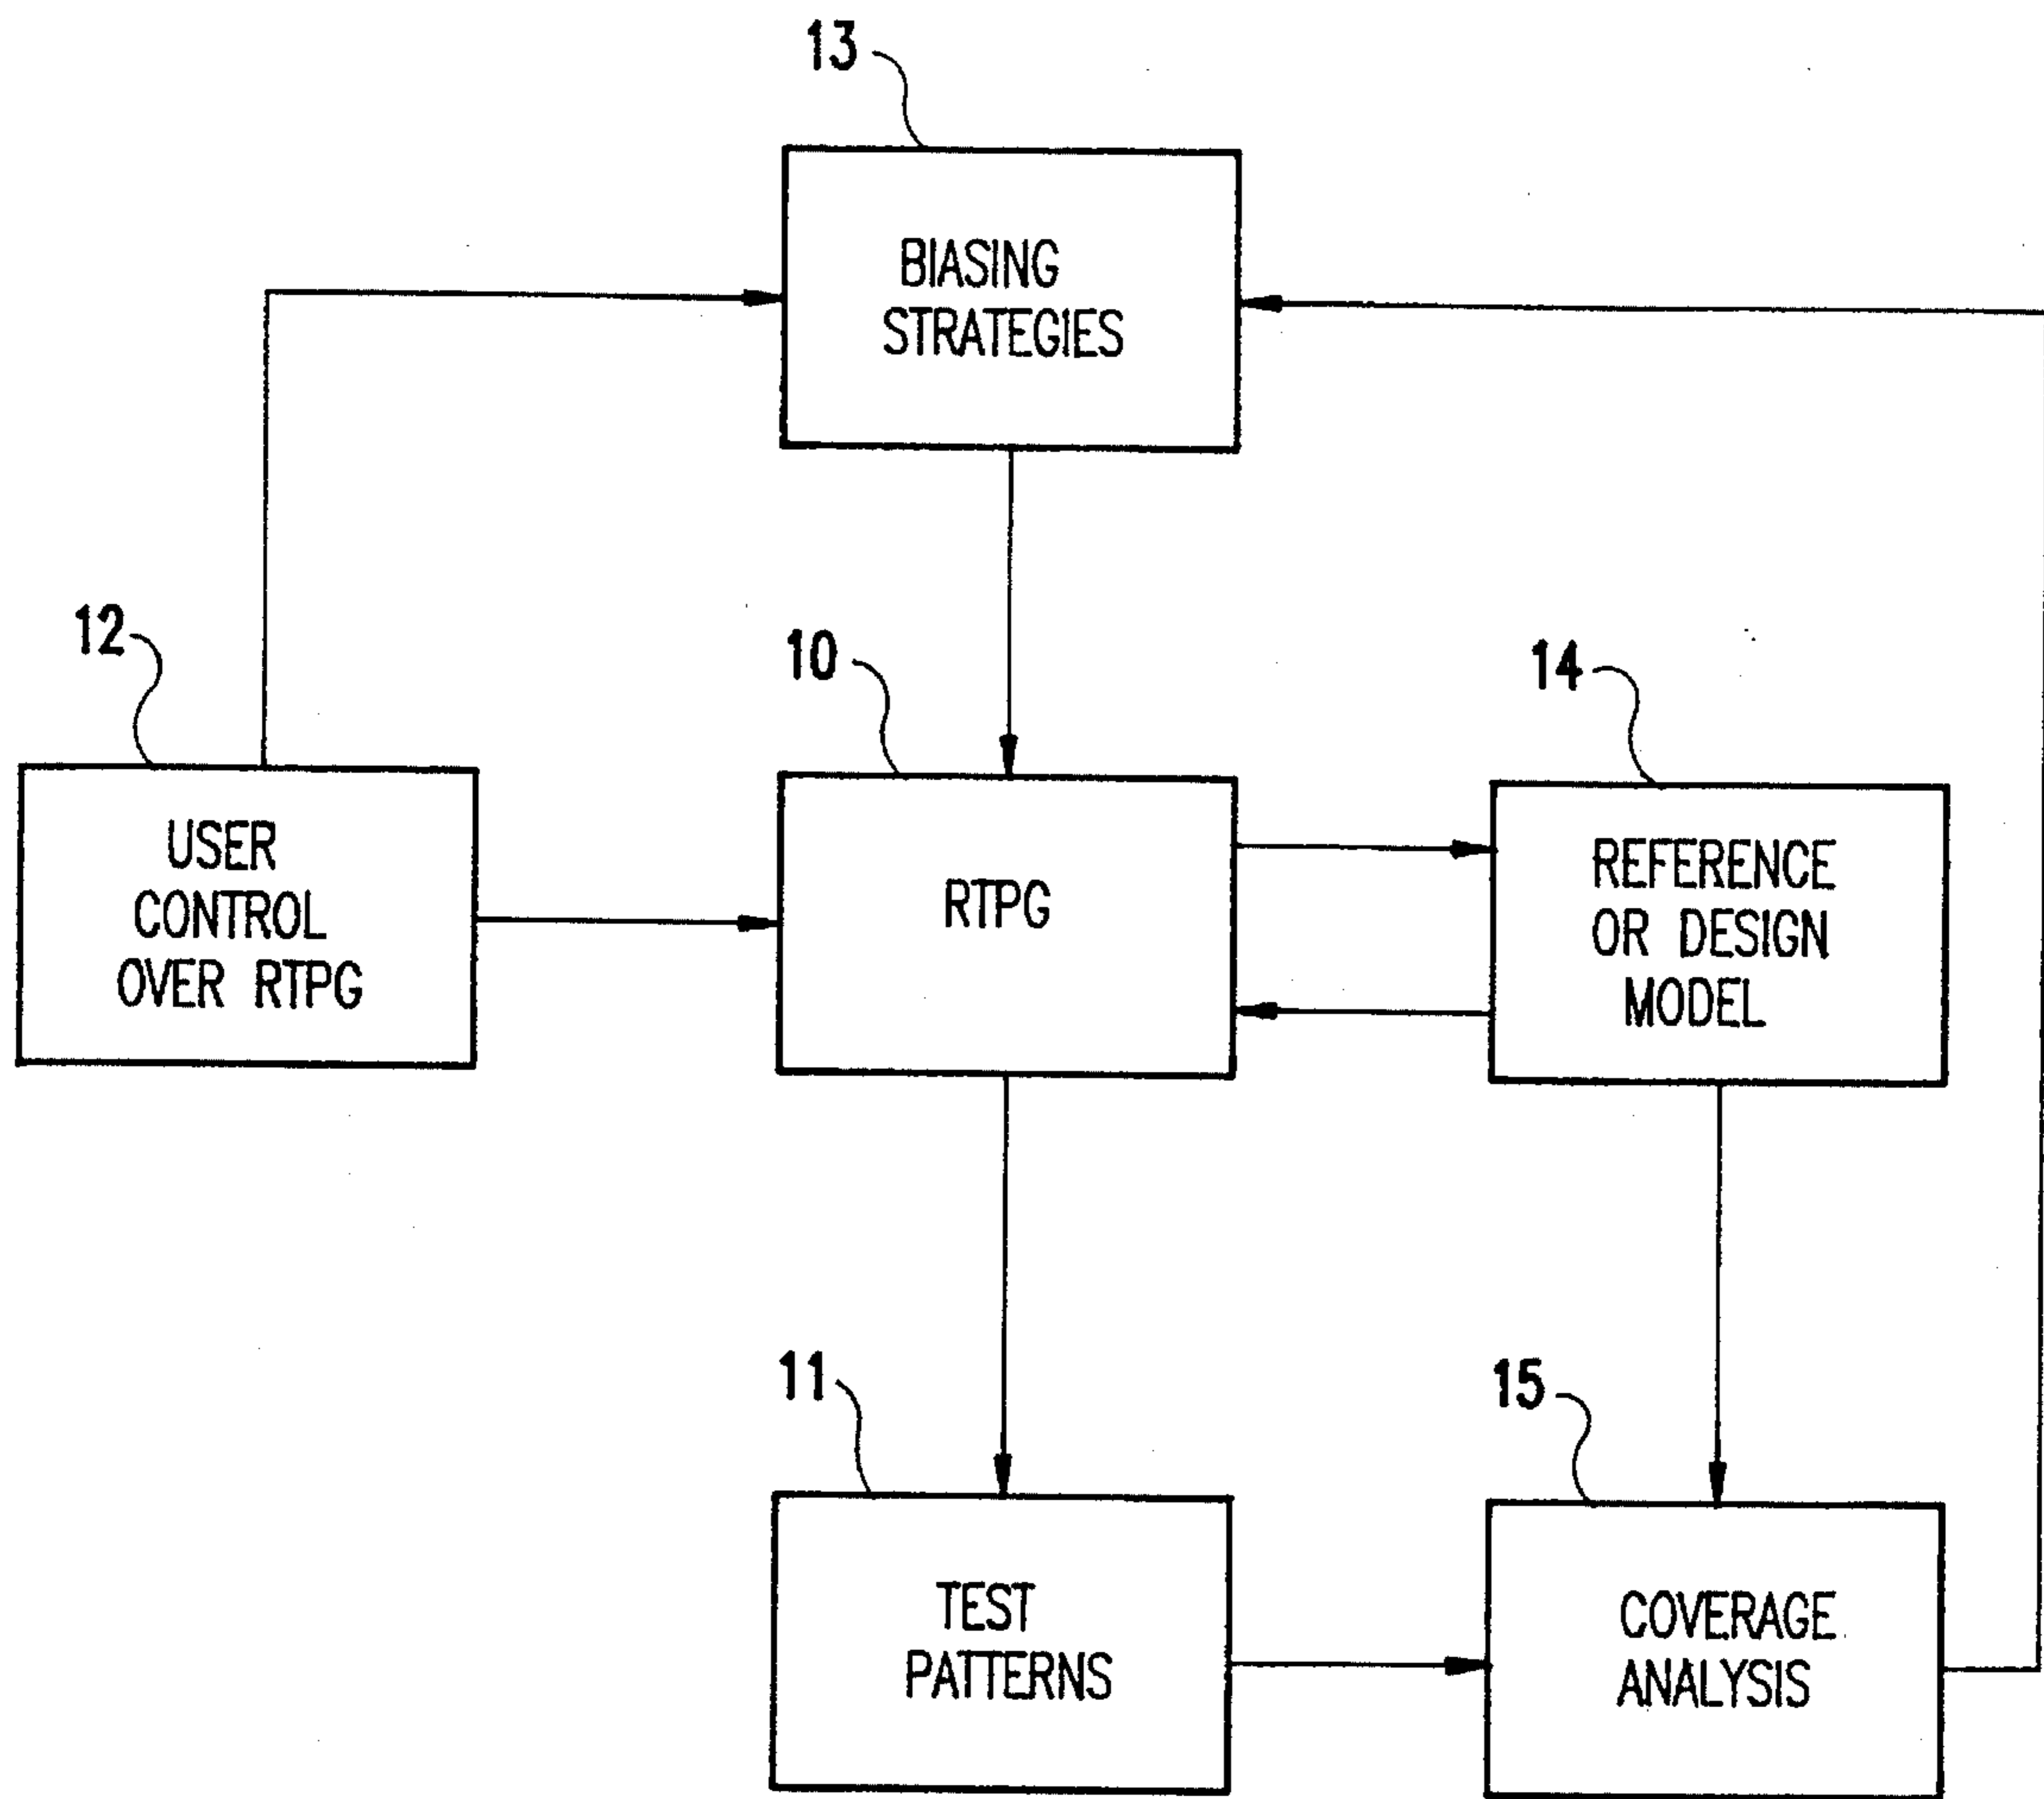 13
BIASING
STRATEGIES
12
USER
CONTROL
OVER RTPG
10
RTPG
14
REFERENCE
OR DESIGN
MODEL
11
TEST
PATTERNS
15
COVERAGE
ANALYSIS